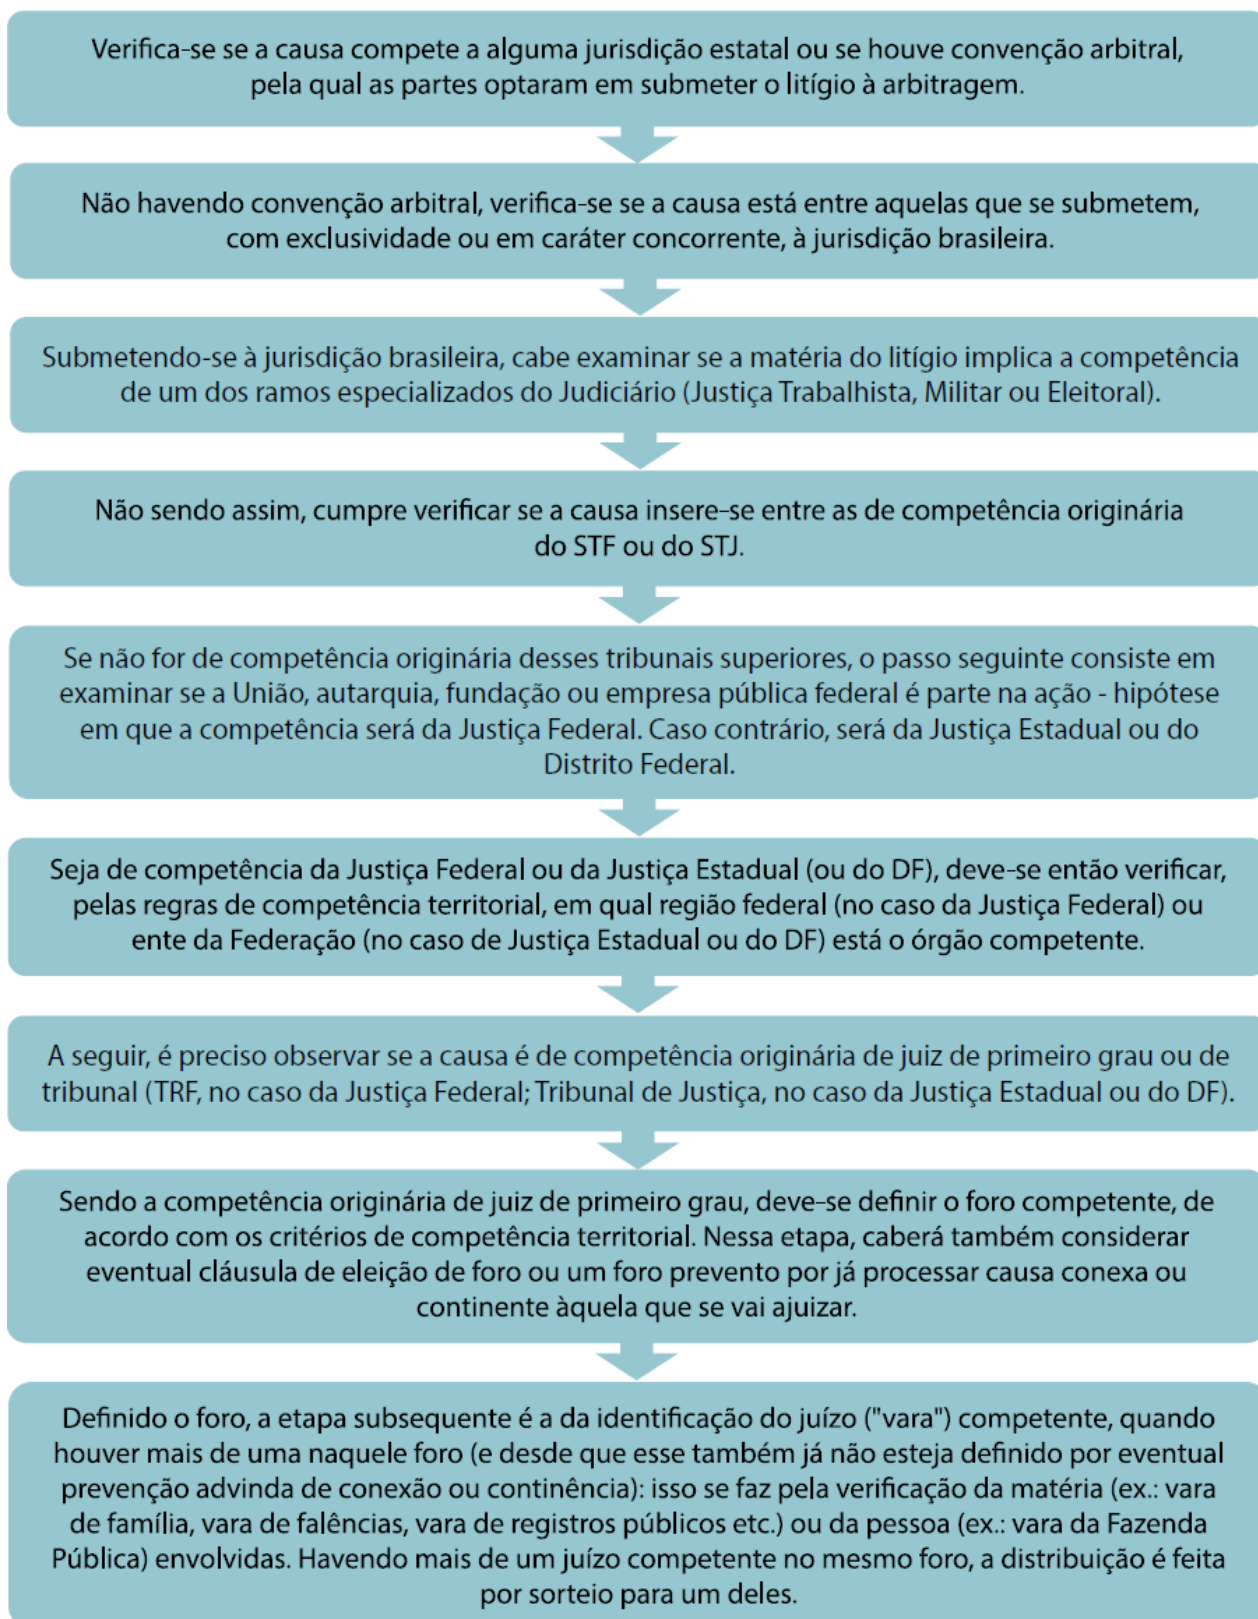 Verifica-se se a causa compete a alguma jurisdição estatal ou se houve convenção arbitral,
pela qual as partes optaram em submeter o litígio à arbitragem.
Não havendo convenção arbitral, verifica-se se a causa está entre aquelas que se submetem,
com exclusividade ou em caráter concorrente, à jurisdição brasileira.
Submetendo-se à jurisdição brasileira, cabe examinar se a matéria do litígio implica a competência
de um dos ramos especializados do Judiciário (Justiça Trabalhista, Militar ou Eleitoral).
Não sendo assim, cumpre verificar se a causa insere-se entre as de competência originária
do STF ou do STJ.
Se não for de competência originária desses tribunais superiores, o passo seguinte consiste em
examinar se a União, autarquia, fundação ou empresa pública federal é parte na ação - hipótese
em que a competência será da Justiça Federal. Caso contrário, será da Justiça Estadual ou do
Distrito Federal.
Seja de competência da Justiça Federal ou da Justiça Estadual (ou do DF), deve-se então verificar,
pelas regras de competência territorial, em qual região federal (no caso da Justiça Federal) ou
ente da Federação (no caso de Justiça Estadual ou do DF) está o órgão competente.
A seguir, é preciso observar se a causa é de competência originária de juiz de primeiro grau ou de
tribunal (TRF, no caso da Justiça Federal; Tribunal de Justiça, no caso da Justiça Estadual ou do DF).
Sendo a competência originária de juiz de primeiro grau, deve-se definir o foro competente, de
acordo com os critérios de competência territorial. Nessa etapa, caberá também considerar
eventual cláusula de eleição de foro ou um foro prevento por já processar causa conexa ou
continente àquela que se vai ajuizar.
Definido o foro, a etapa subsequente é a da identificação do juízo ("vara") competente, quando
houver mais de uma naquele foro (e desde que esse também já não esteja definido por eventual
prevenção advinda de conexão ou continência): isso se faz pela verificação da matéria (ex.: vara
de família, vara de falências, vara de registros públicos etc.) ou da pessoa (ex.: vara da Fazenda
Pública) envolvidas. Havendo mais de um juízo competente no mesmo foro, a distribuição é feita
por sorteio para um deles.